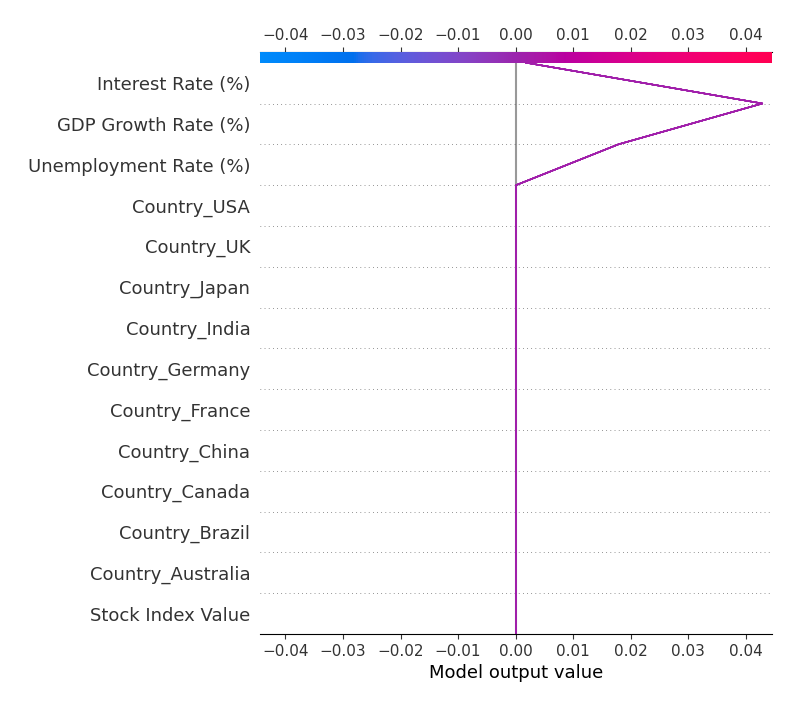 −0.04 −0.03 −0.02 −0.01 0.00 0.01 0.02 0.03 0.04
Interest Rate (%)
GDP Growth Rate (%)
Unemployment Rate (%)
Country_USA
Country_UK
Country_Japan
Country_India
Country_Germany
Country_France
Country_China
Country_Canada
Country_Brazil
Country_Australia
Stock Index Value
−0.04 −0.03 −0.02 −0.01 0.00 0.01 0.02 0.03 0.04
Model output value